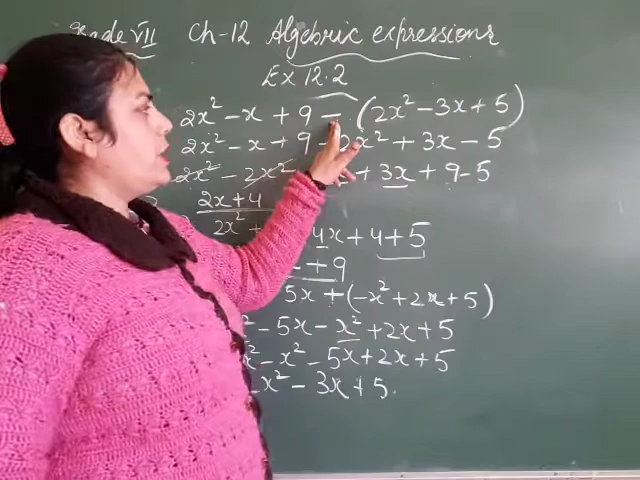 Grade VII Ch-12 Algebraic expressions
Ex 12.2
2x² - x + 9 - (2x² - 3x + 5)
2x² - x + 9 - 2x² + 3x - 5
2x² - 2x² + 3x + 9 - 5
2x + 4
2x² 4x + 4 + 5
+ 9
5x + (-x² + 2x + 5)
- 5x - x² + 2x + 5
- x² - 5x + 2x + 5
x² - 3x + 5.